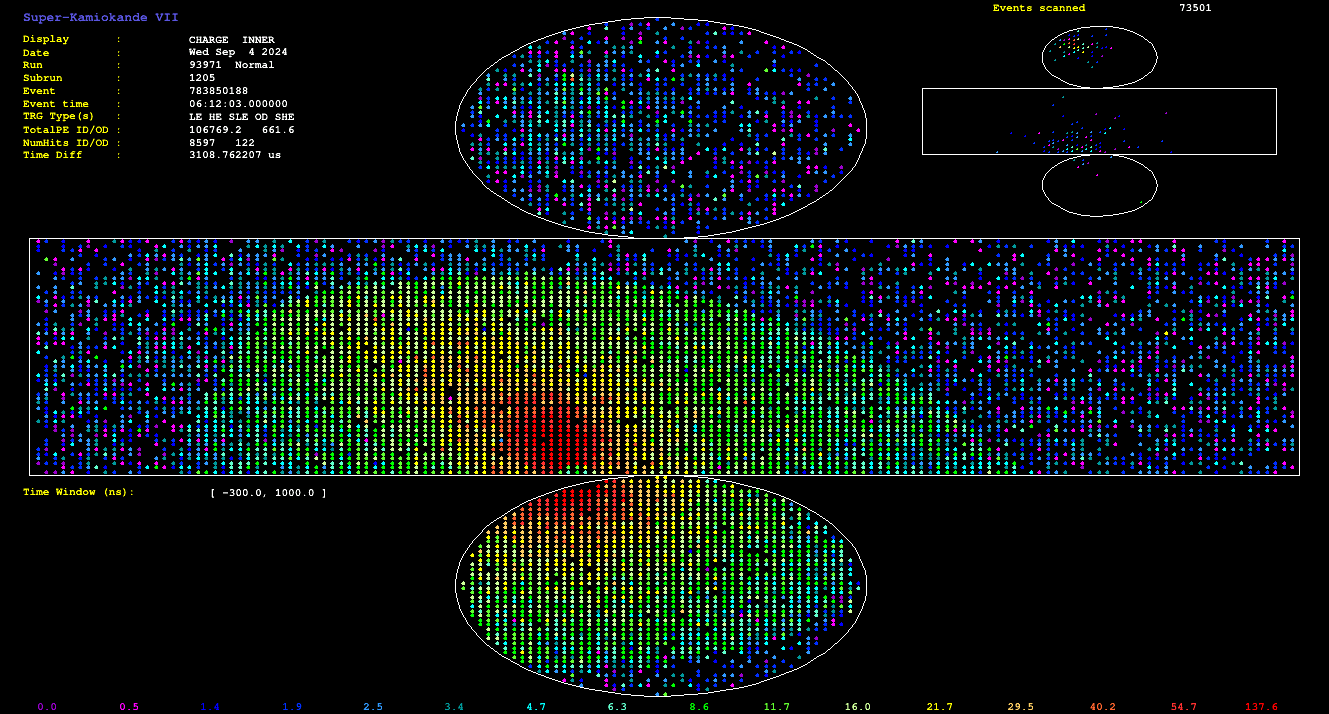 Super-Kamiokande VII
Events scanned 73501
Display : CHARGE INNER
Date : Wed Sep 4 2024
Run : 93971 Normal
Subrun : 1205
Event : 783850188
Event time : 06:12:03.000000
TRG Type(s) : LE HE SLE OD SHE
TotalPE ID/OD : 106769.2 661.6
NumHits ID/OD : 8597 122
Time Diff : 3108.762207 us
Time Window (ns): [ -300.0, 1000.0 ]
0.0 0.5 1.4 1.9 2.5 3.4 4.7 6.3 8.6 11.7 16.0 21.7 29.5 40.2 54.7 137.6